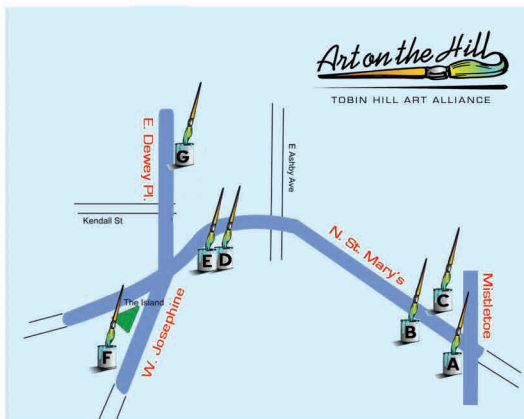 Art on the Hill
TOBIN HILL ART ALLIANCE
E. Dewey Pl.
G
E Ashby Ave
Kendall St
E
D
N. St. Mary's
Mistletoe
C
B
A
The Island
F
W. Josephine